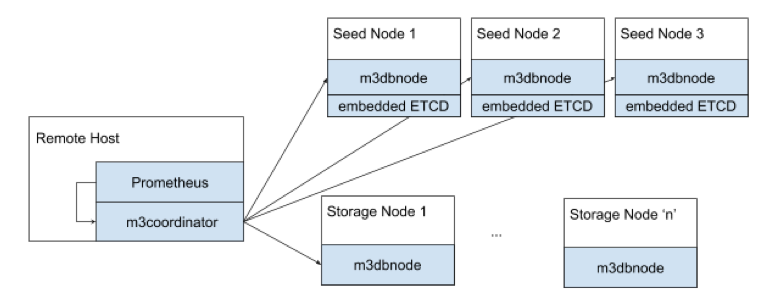 Seed Node 1
Seed Node 2
Seed Node 3
m3dbnode
m3dbnode
m3dbnode
embedded ETCD
embedded ETCD
embedded ETCD
Remote Host
Prometheus
m3coordinator
Storage Node 1
...
Storage Node 'n'
m3dbnode
m3dbnode